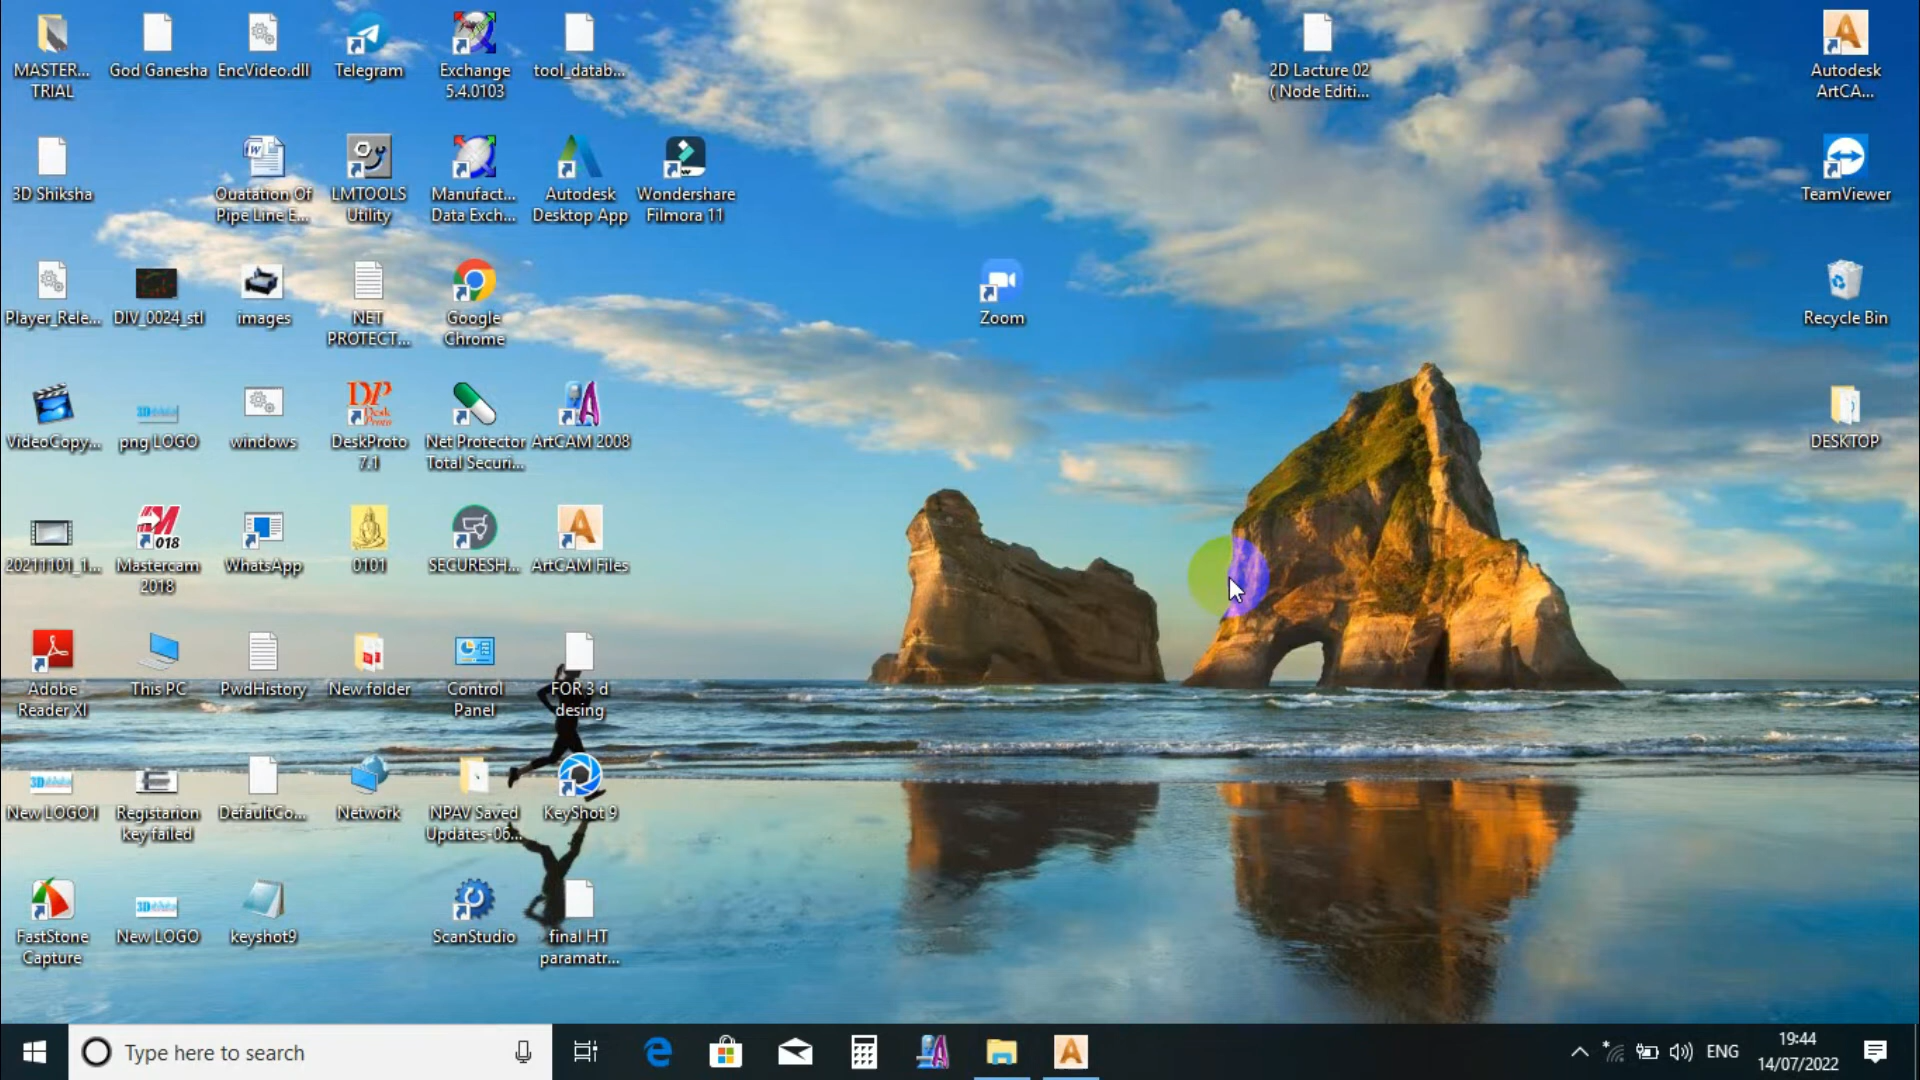 MASTER...
TRIAL
God Ganesha
EncVideo.dll
Telegram
Exchange
5.4.0103
tool_datab...
2D Lacture 02
( Node Editi...
Autodesk
ArtCA...
3D Shiksha
Ouatation Of
Pipe Line E...
LMTOOLS
Utility
Manufact...
Data Exch...
Autodesk
Desktop App
Wondershare
Filmora 11
TeamViewer
Player_Rele...
DIV_0024_stl
images
NET
PROTECT...
Google
Chrome
Zoom
Recycle Bin
VideoCopy...
png LOGO
windows
DP
Desk
Proto
DeskProto
7.1
Net Protector
Total Securi...
ArtCAM 2008
DESKTOP
20211101_1...
018
Mastercam
2018
WhatsApp
0101
SECURESH...
ArtCAM Files
Adobe
Reader XI
This PC
PwdHistory
New folder
Control
Panel
FOR 3 d
desing
New LOGO1
Registarion
key failed
DefaultCo...
Network
NPAV Saved
Updates-06...
KeyShot 9
FastStone
Capture
New LOGO
keyshot9
ScanStudio
final HT
paramatr...
Type here to search
ENG
19:44
14/07/2022